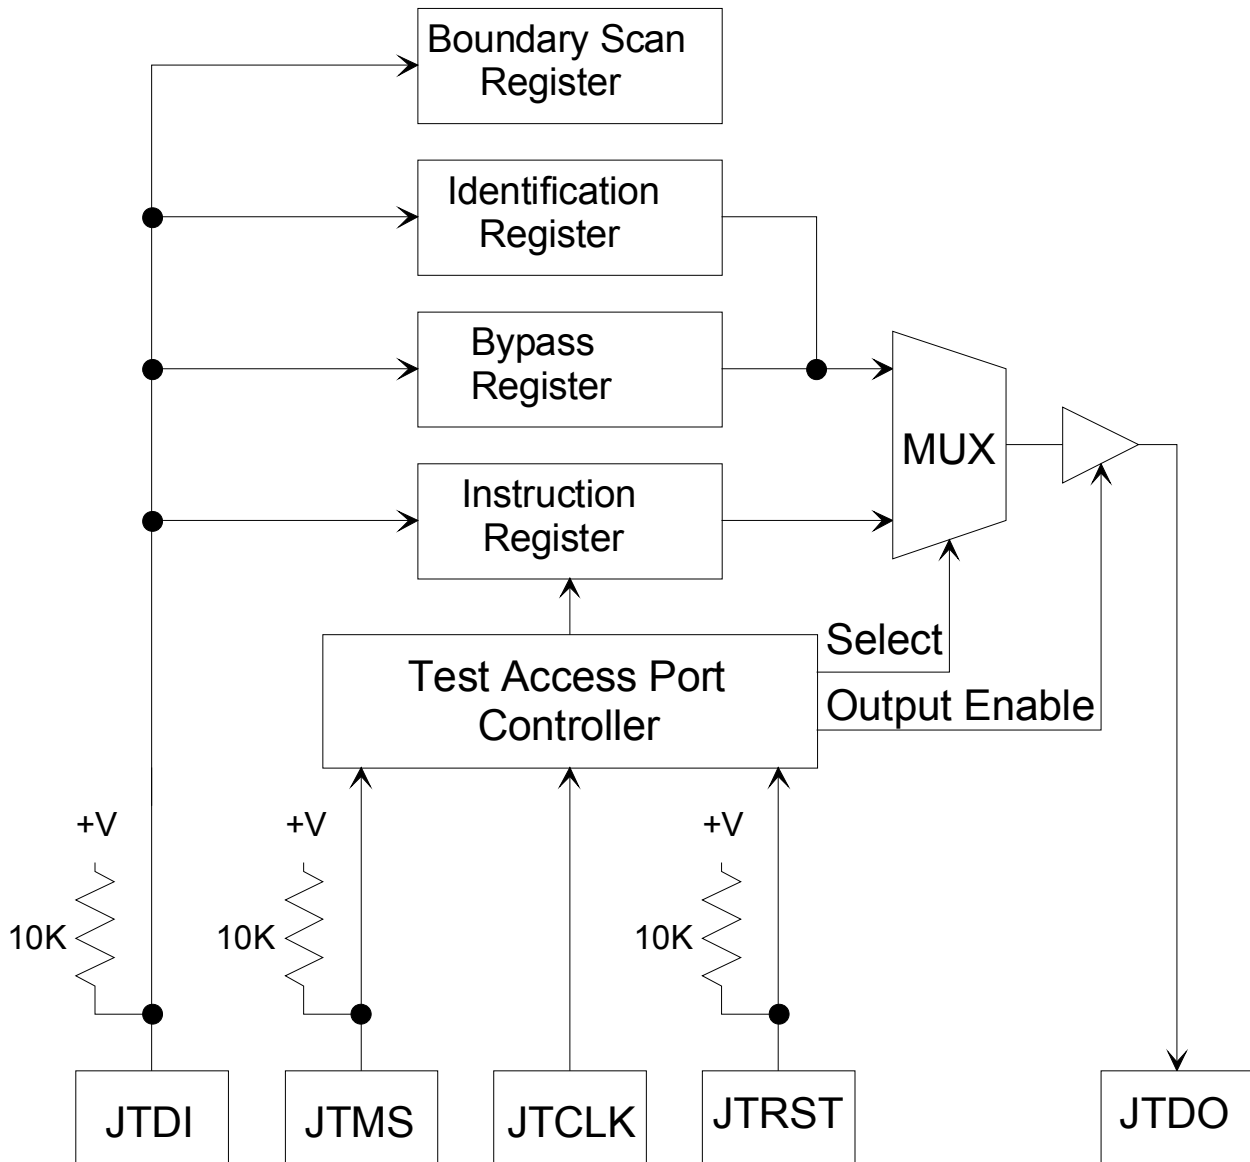 Boundary Scan
Register
Identification
Register
Bypass
Register
MUX
Instruction
Register
Select
Test Access Port
Controller
Output Enable
+V
+V
+V
10K
10K
10K
JTDI
JTMS
JTCLK
JTRST
JTDO